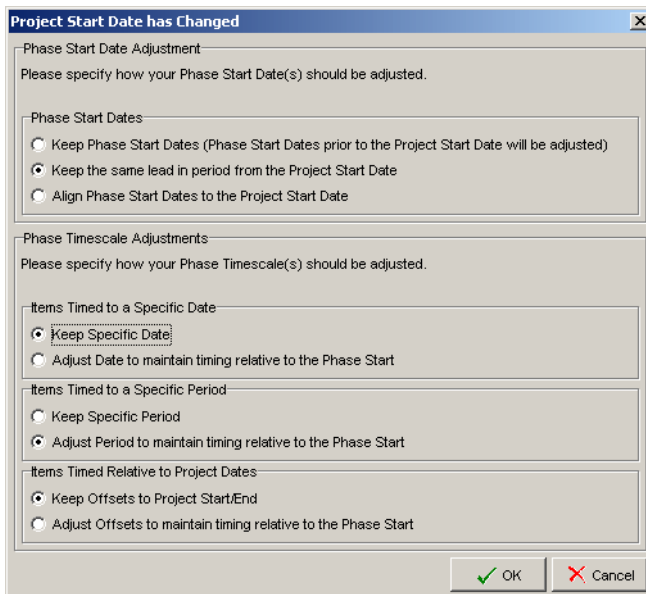 Project Start Date has Changed
Phase Start Date Adjustment
Please specify how your Phase Start Date(s) should be adjusted.
Phase Start Dates
Keep Phase Start Dates (Phase Start Dates prior to the Project Start Date will be adjusted)
Keep the same lead in period from the Project Start Date
Align Phase Start Dates to the Project Start Date
Phase Timescale Adjustments
Please specify how your Phase Timescale(s) should be adjusted.
Items Timed to a Specific Date
Keep Specific Date
Adjust Date to maintain timing relative to the Phase Start
Items Timed to a Specific Period
Keep Specific Period
Adjust Period to maintain timing relative to the Phase Start
Items Timed Relative to Project Dates
Keep Offsets to Project Start/End
Adjust Offsets to maintain timing relative to the Phase Start
OK Cancel